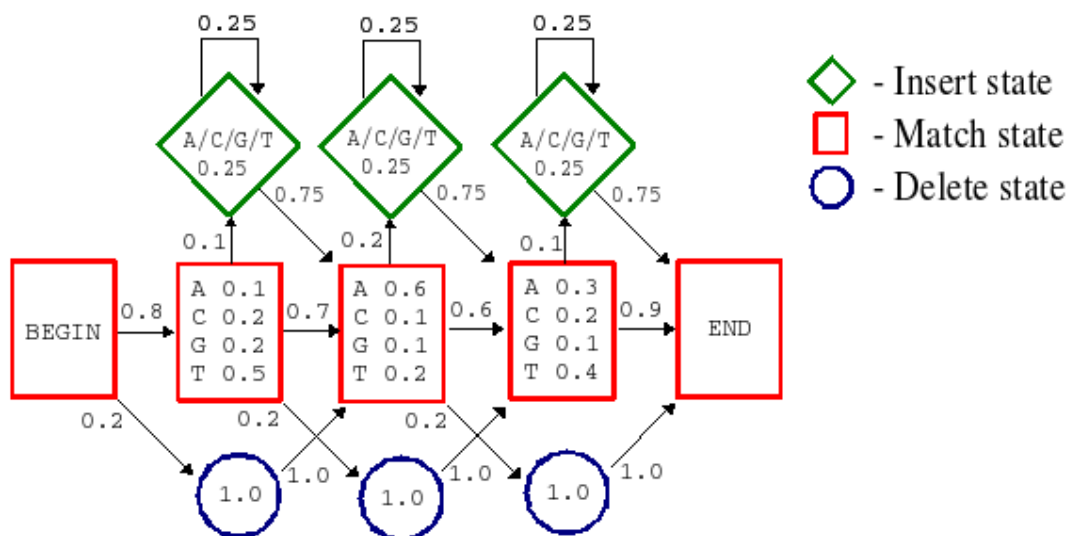 0.25 0.25 0.25
- Insert state
A/C/G/T A/C/G/T A/C/G/T
- Match state
0.25 0.25 0.25
- Delete state
0.75 0.75 0.75
0.1 0.2 0.1
A 0.1 A 0.6 A 0.3
0.8 C 0.2 0.7 C 0.1 0.6 C 0.2 0.9
BEGIN G 0.2 G 0.1 G 0.1 END
T 0.5 T 0.2 T 0.4
0.2 0.2 0.2
1.0 1.0 1.0
1.0 1.0 1.0